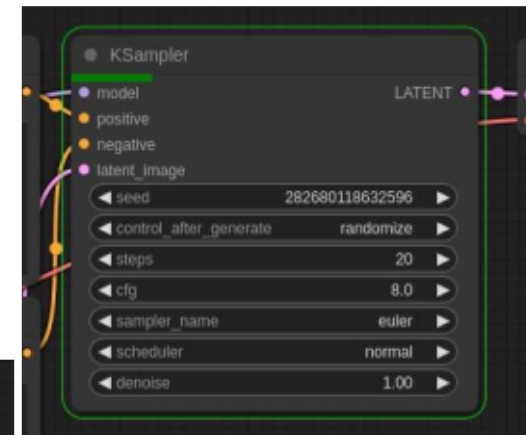 KSampler
model LATENT
positive
negative
latent_image
seed 282680118632596
control_after_generate randomize
steps 20
cfg 8.0
sampler_name euler
scheduler normal
denoise 1.00